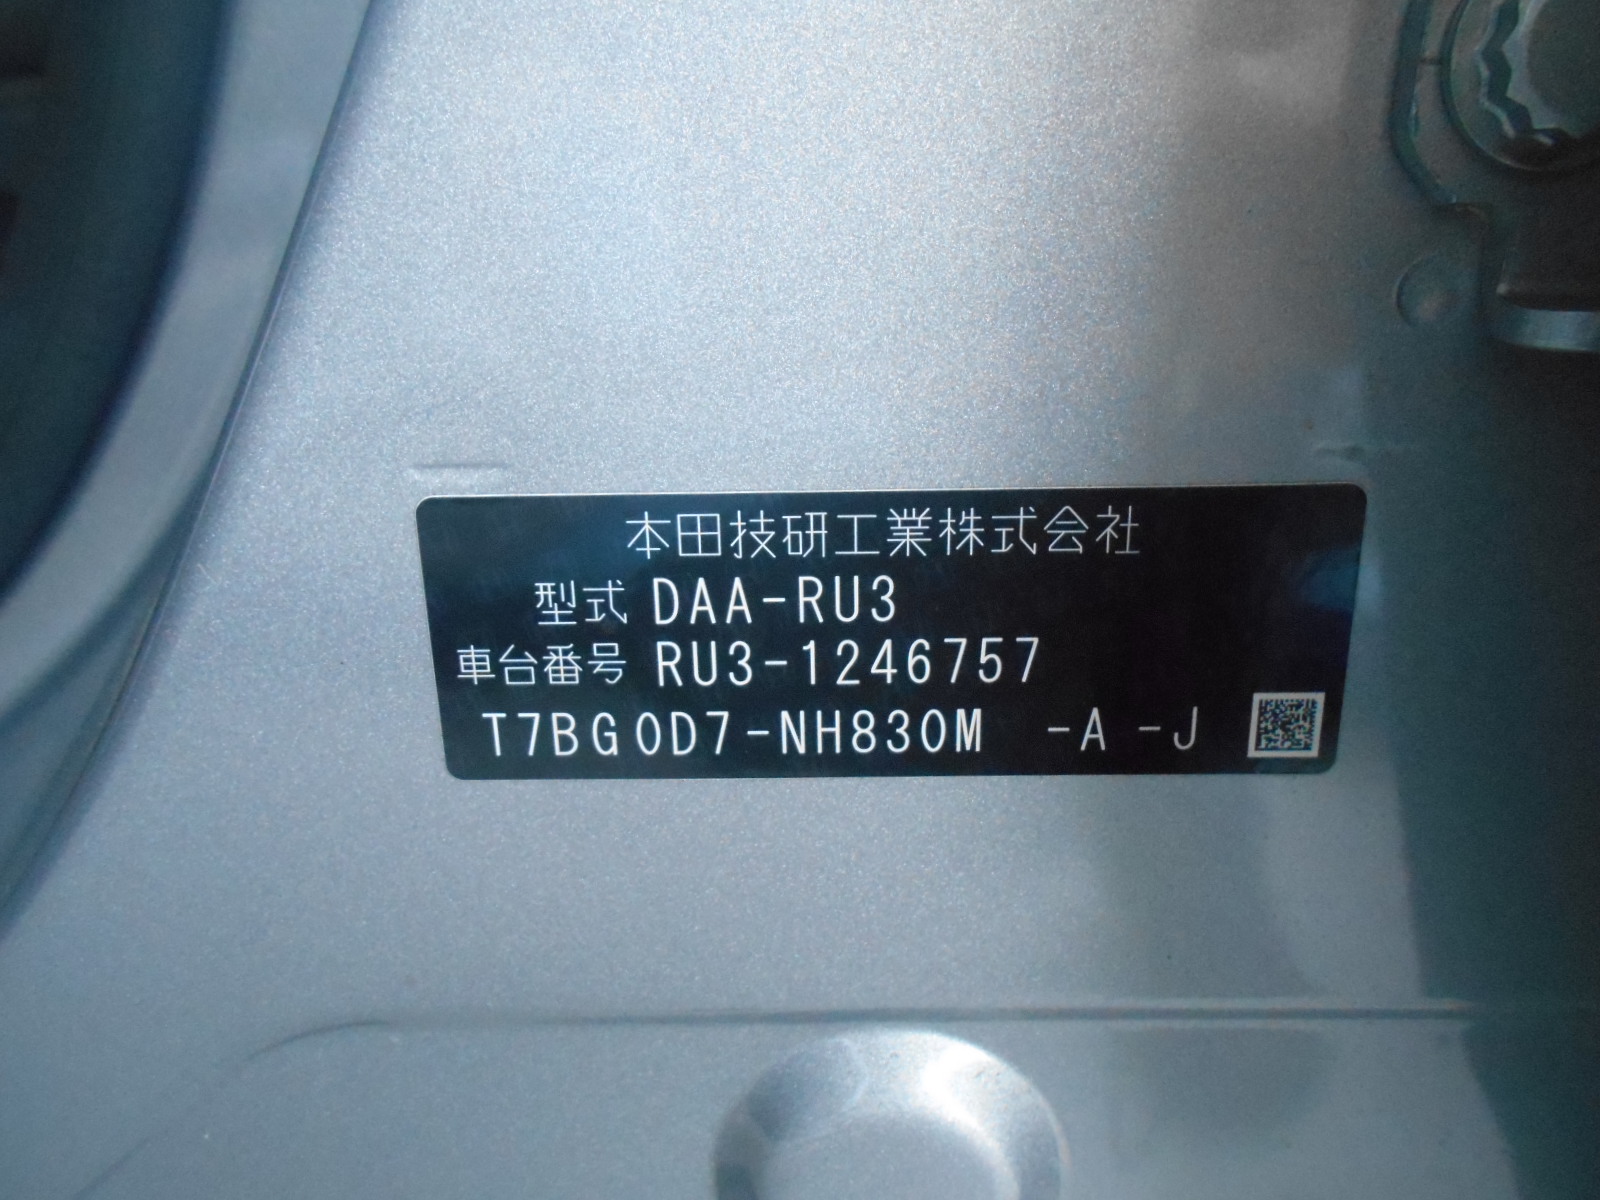 本田技研工業株式会社
型式 DAA-RU3
車台番号 RU3-1246757
T7BG0D7-NH830M -A -J